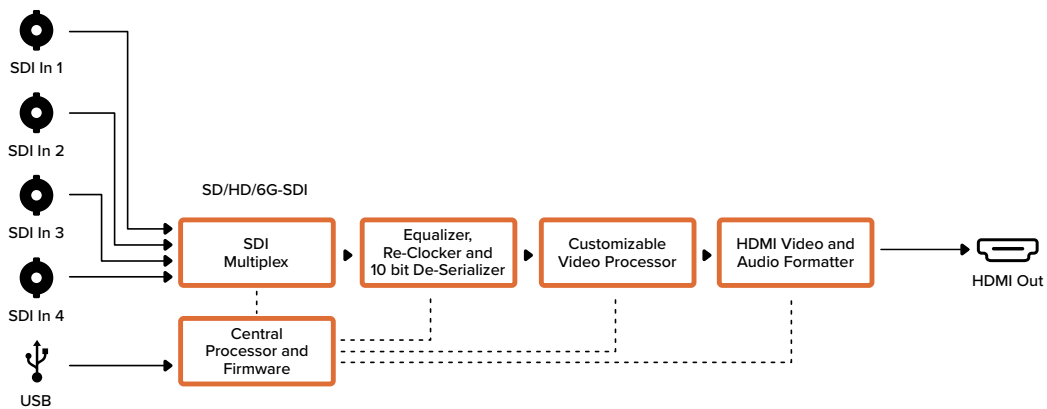 SDI In 1
SDI In 2
SDI In 3
SDI In 4
USB
SD/HD/6G-SDI
SDI
Multiplex
Equalizer,
Re-Clocker and
10 bit De-Serializer
Customizable
Video Processor
HDMI Video and
Audio Formatter
HDMI Out
Central
Processor and
Firmware